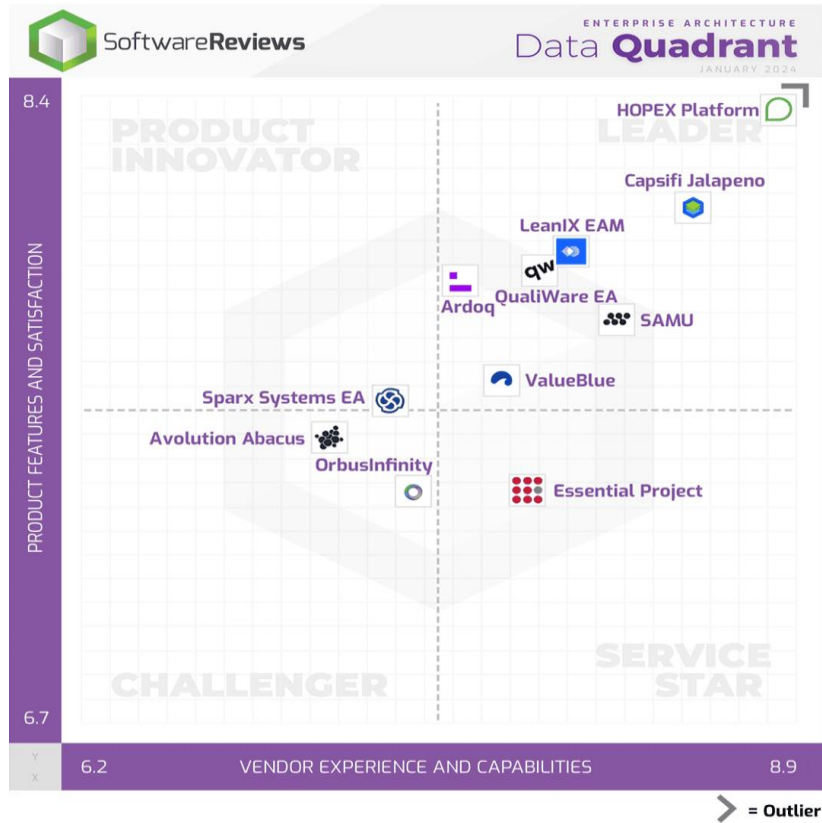 SoftwareReviews
ENTERPRISE ARCHITECTURE
Data Quadrant
JANUARY 2024
8.4
PRODUCT FEATURES AND SATISFACTION
6.7
PRODUCT
INNOVATOR
LEADER
HOPEX Platform
Capsifi Jalapeno
LeanIX EAM
qw
QualiWare EA
Ardoq
SAMU
ValueBlue
Sparx Systems EA
Avolution Abacus
OrbusInfinity
Essential Project
CHALLENGER
SERVICE
STAR
Y
X
6.2
VENDOR EXPERIENCE AND CAPABILITIES
8.9
= Outlier